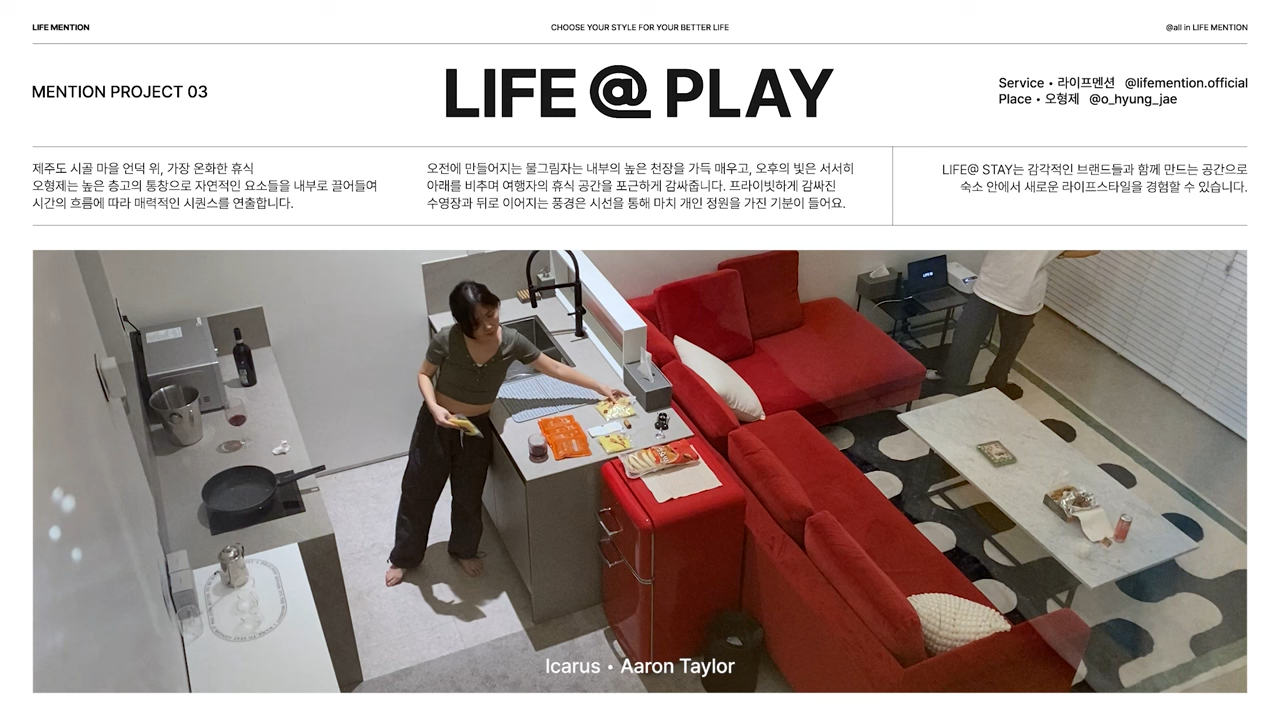 LIFE MENTION
CHOOSE YOUR STYLE FOR YOUR BETTER LIFE
@all in LIFE MENTION
MENTION PROJECT 03
LIFE @ PLAY
Service • 라이프멘션 @lifemention.official
Place • 오형제 @o_hyung_jae
제주도 시골 마을 언덕 위, 가장 온화한 휴식
오형제는 높은 층고의 통창으로 자연적인 요소들을 내부로 끌어들여
시간의 흐름에 따라 매력적인 시퀀스를 연출합니다.
오전에 만들어지는 물그림자는 내부의 높은 천장을 가득 매우고, 오후의 빛은 서서히
아래를 비추며 여행자의 휴식 공간을 포근하게 감싸줍니다. 프라이빗하게 감싸진
수영장과 뒤로 이어지는 풍경은 시선을 통해 마치 개인 정원을 가진 기분이 들어요.
LIFE@ STAY는 감각적인 브랜드들과 함께 만드는 공간으로
숙소 안에서 새로운 라이프스타일을 경험할 수 있습니다.
Icarus • Aaron Taylor